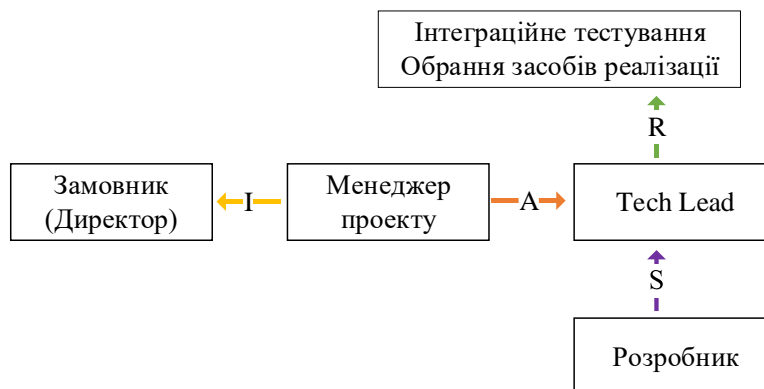 Інтеграційне тестування
Обрання засобів реалізації
R
Замовник
(Директор)
I
Менеджер
проекту
A
Tech Lead
S
Розробник